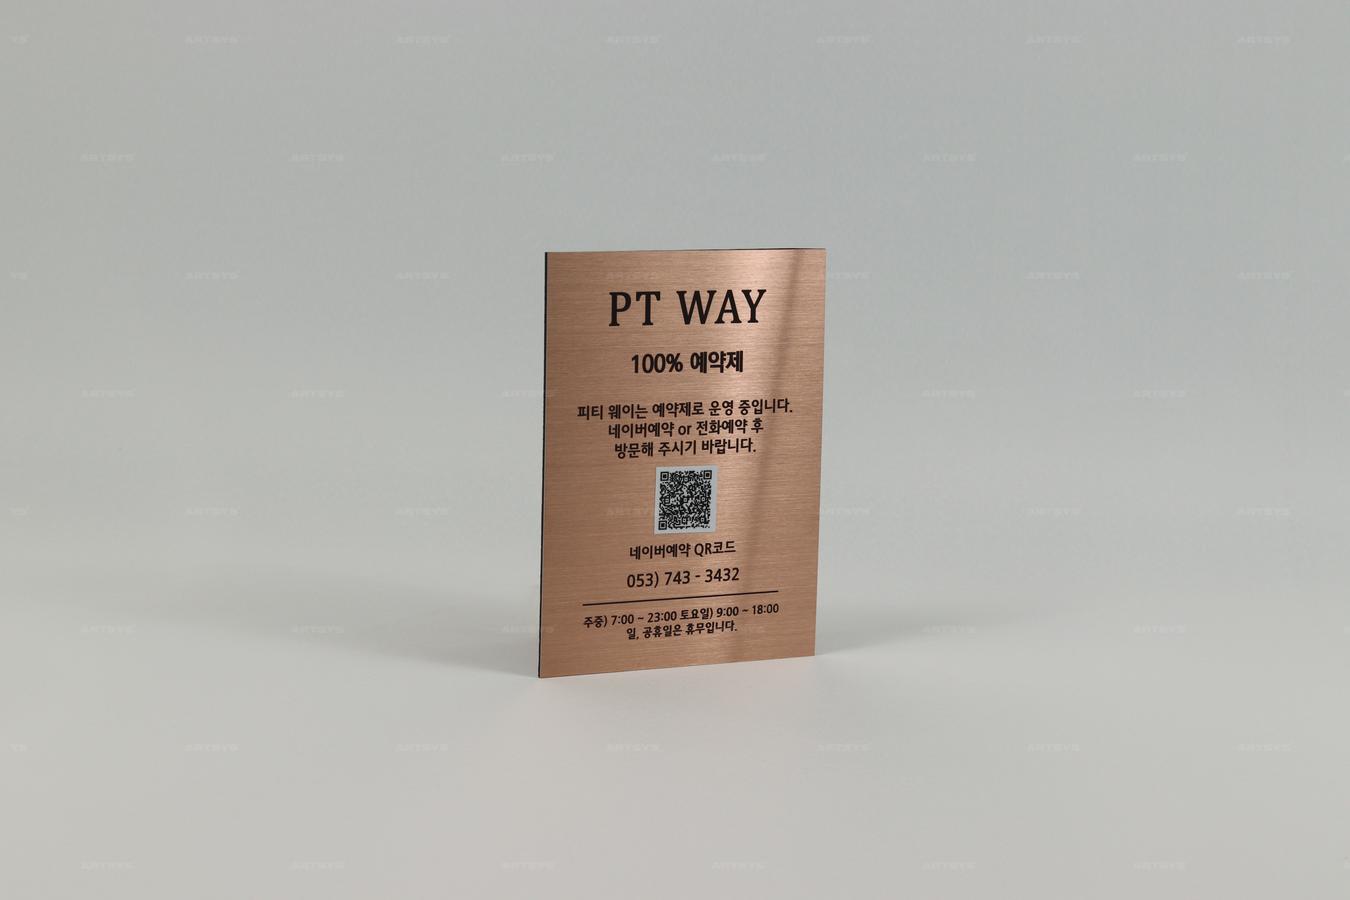 PT WAY
100% 예약제
피티 웨이는 예약제로 운영 중입니다.
네이버예약 or 전화예약 후
방문해 주시기 바랍니다.
네이버예약 QR코드
053) 743 - 3432
주중) 7:00 ~ 23:00 토요일) 9:00 ~ 18:00
일, 공휴일은 휴무입니다.
ARTSYS